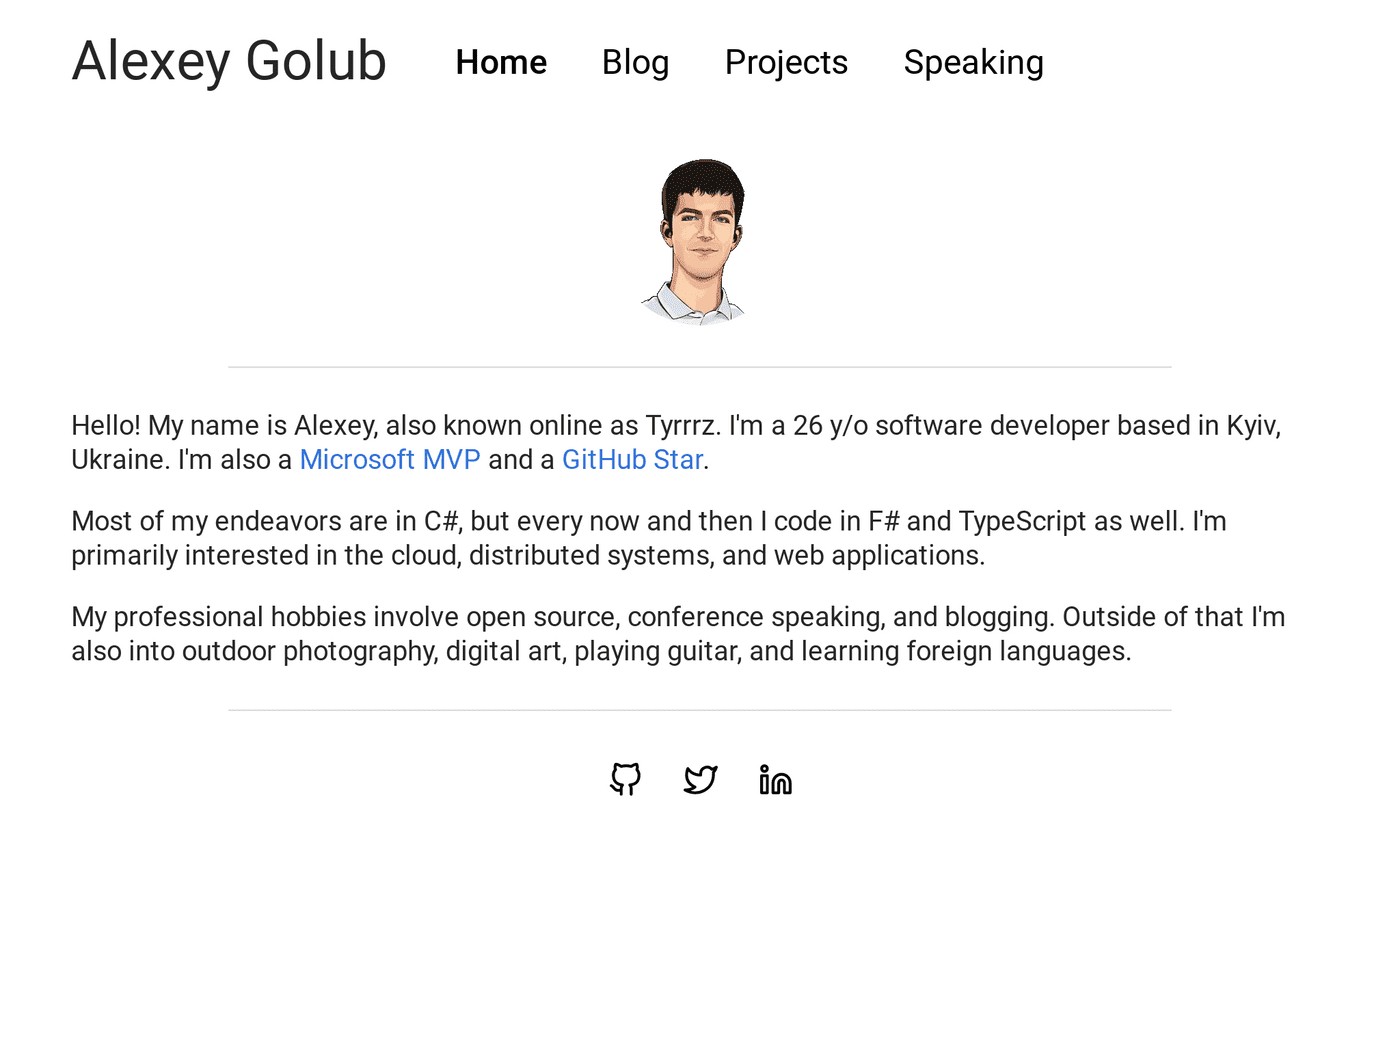 Alexey Golub Home Blog Projects Speaking
Hello! My name is Alexey, also known online as Tyrrrz. I'm a 26 y/o software developer based in Kyiv,
Ukraine. I'm also a Microsoft MVP and a GitHub Star.
Most of my endeavors are in C#, but every now and then I code in F# and TypeScript as well. I'm
primarily interested in the cloud, distributed systems, and web applications.
My professional hobbies involve open source, conference speaking, and blogging. Outside of that I'm
also into outdoor photography, digital art, playing guitar, and learning foreign languages.